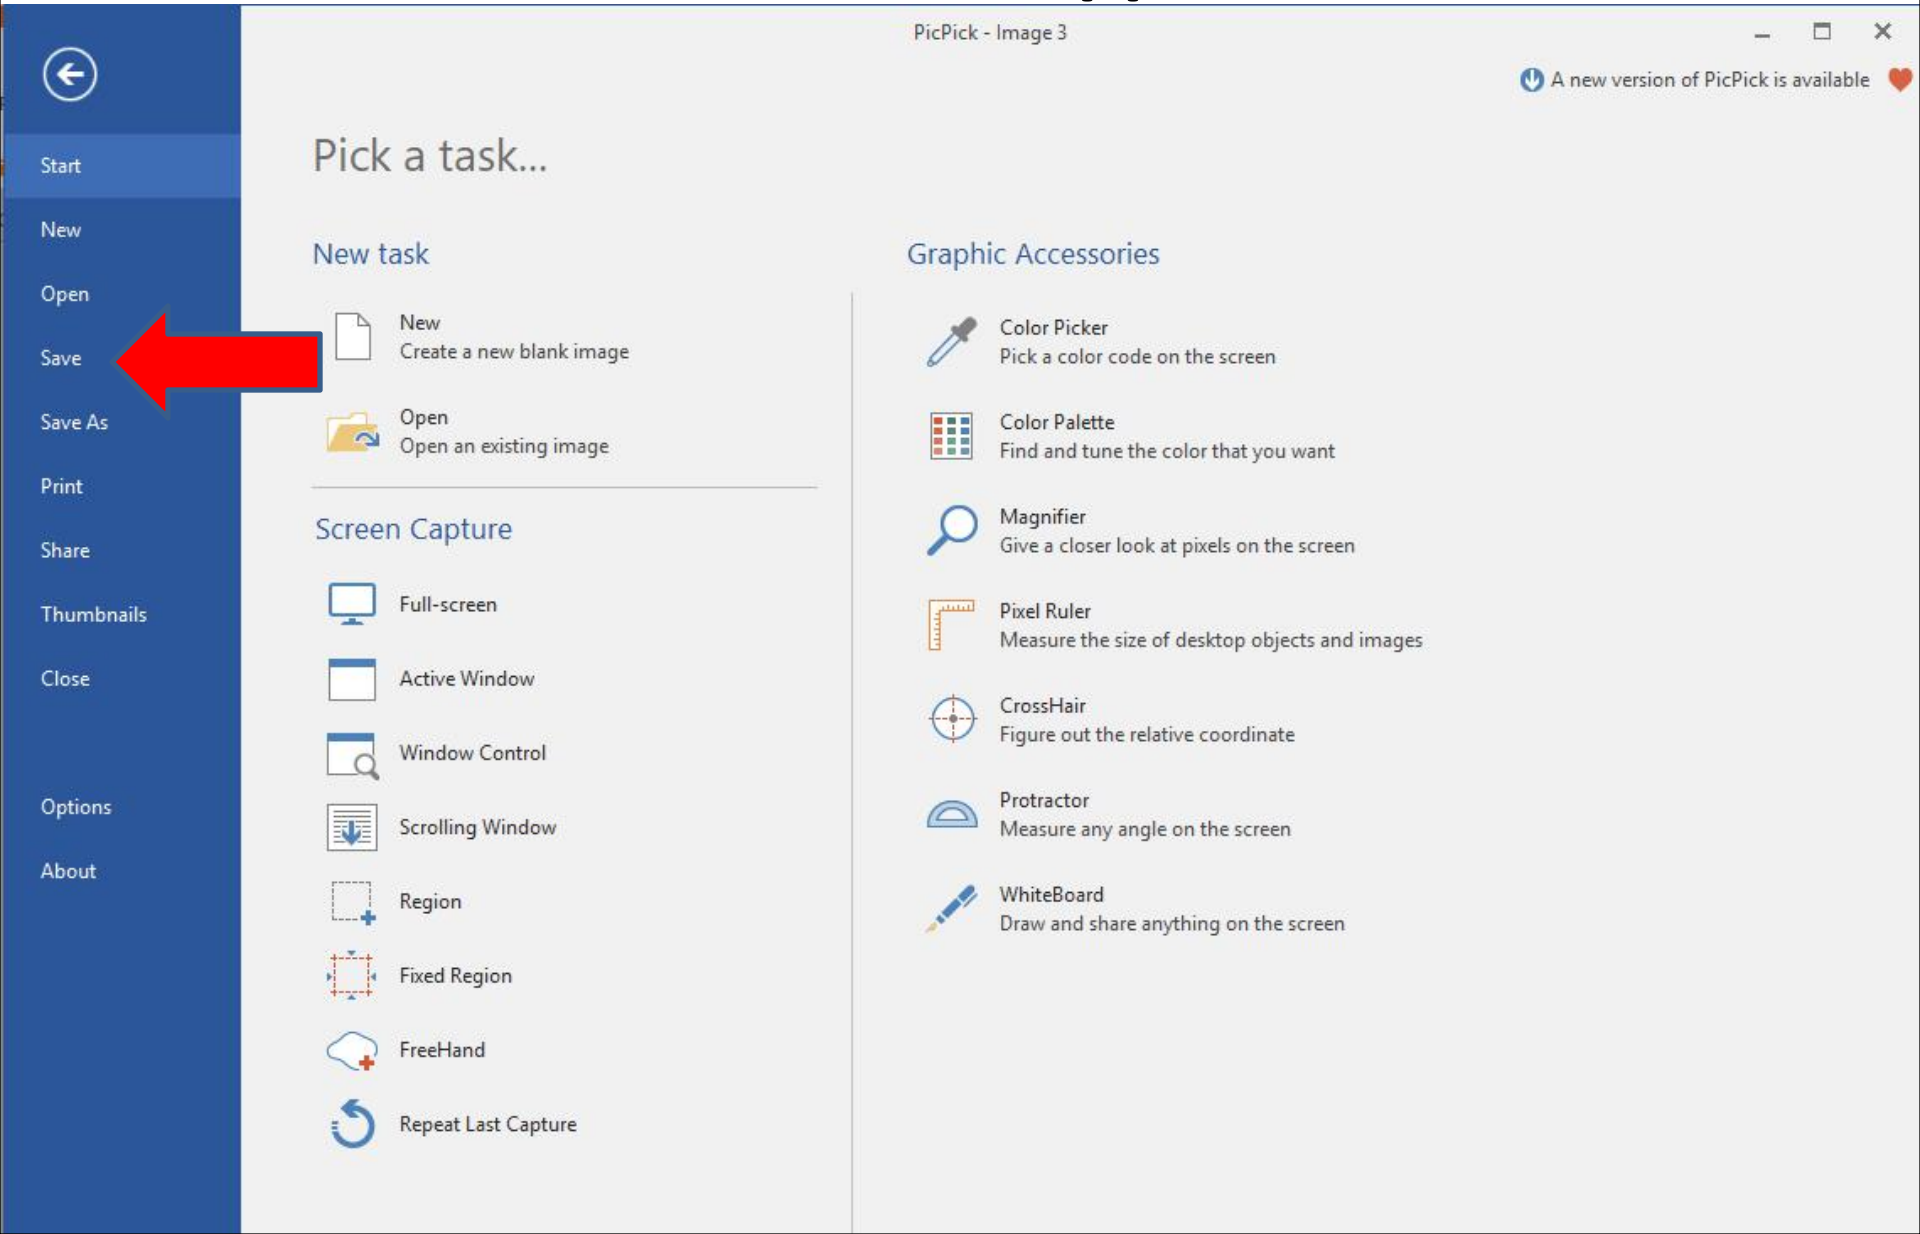 PicPick - Image 3
A new version of PicPick is available
Start
New
Open
Save
Save As
Print
Share
Thumbnails
Close
Options
About
Pick a task...
New task
New
Create a new blank image
Open
Open an existing image
Screen Capture
Full-screen
Active Window
Window Control
Scrolling Window
Region
Fixed Region
FreeHand
Repeat Last Capture
Graphic Accessories
Color Picker
Pick a color code on the screen
Color Palette
Find and tune the color that you want
Magnifier
Give a closer look at pixels on the screen
Pixel Ruler
Measure the size of desktop objects and images
CrossHair
Figure out the relative coordinate
Protractor
Measure any angle on the screen
WhiteBoard
Draw and share anything on the screen